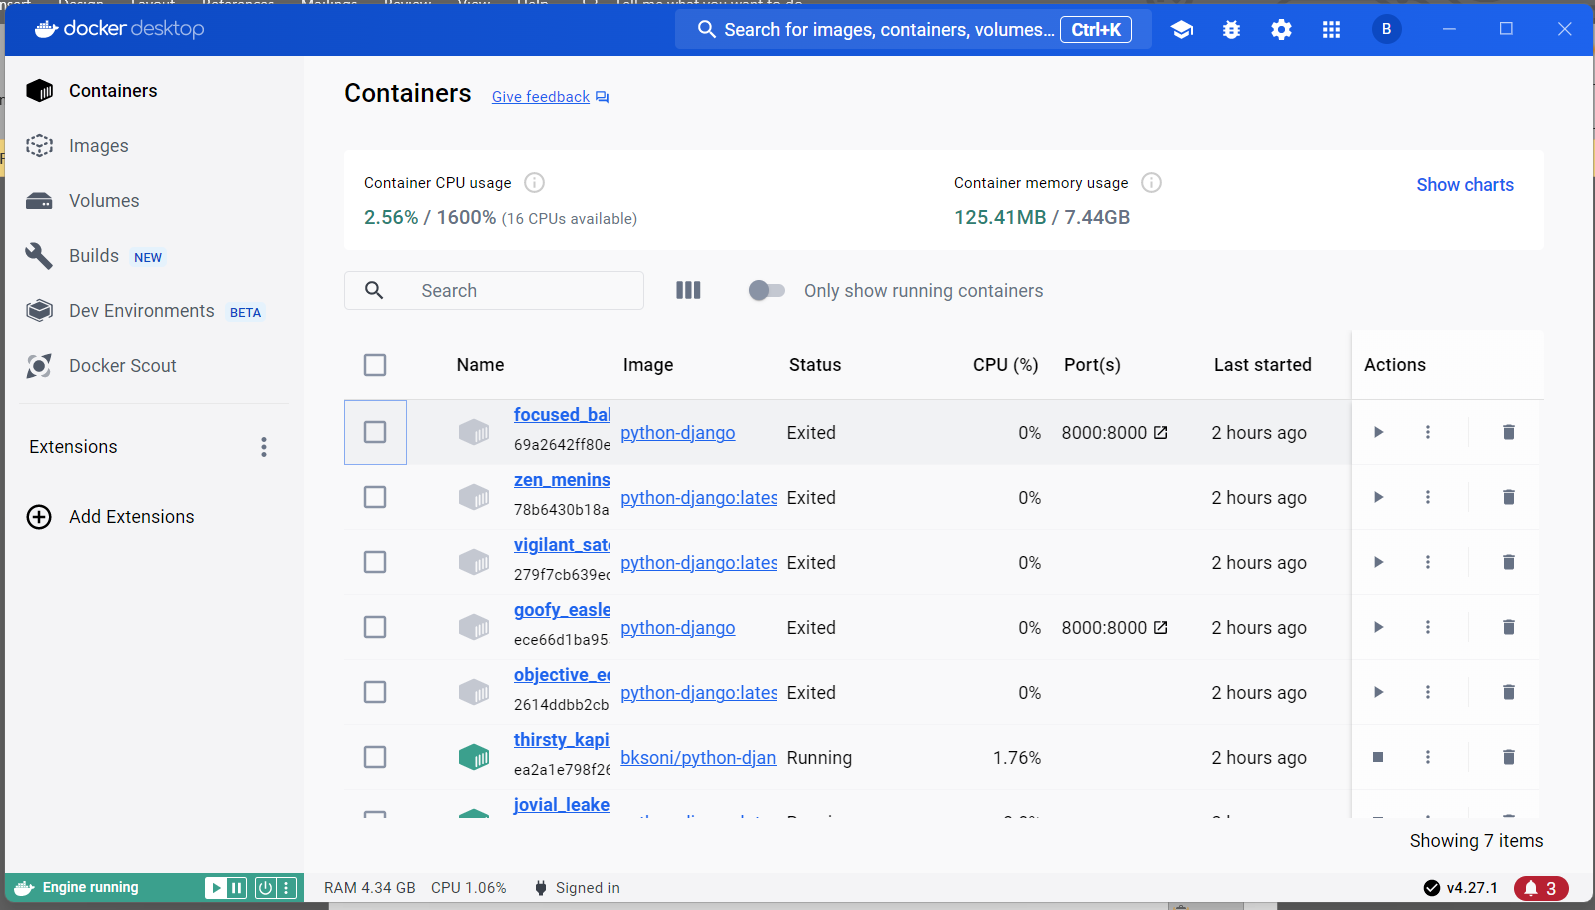 docker desktop
Search for images, containers, volumes... Ctrl+K
B
Containers
Images
Volumes
Builds NEW
Dev Environments BETA
Docker Scout
Extensions
Add Extensions
Containers Give feedback
Container CPU usage
2.56% / 1600% (16 CPUs available)
Container memory usage
125.41MB / 7.44GB
Show charts
Search
Only show running containers
Name Image Status CPU (%) Port(s) Last started Actions
focused_bal
69a2642ff80e
python-django Exited 0% 8000:8000 2 hours ago
zen_menins
78b6430b18a
python-django:lates Exited 0% 2 hours ago
vigilant_sat
279f7cb639ec
python-django:lates Exited 0% 2 hours ago
goofy_easle
ece66d1ba95
python-django Exited 0% 8000:8000 2 hours ago
objective_e
2614ddbb2cb
python-django:lates Exited 0% 2 hours ago
thirsty_kapi
ea2a1e798f26
bksoni/python-djan Running 1.76% 2 hours ago
jovial_leake
Showing 7 items
Engine running
RAM 4.34 GB CPU 1.06% Signed in
v4.27.1
3